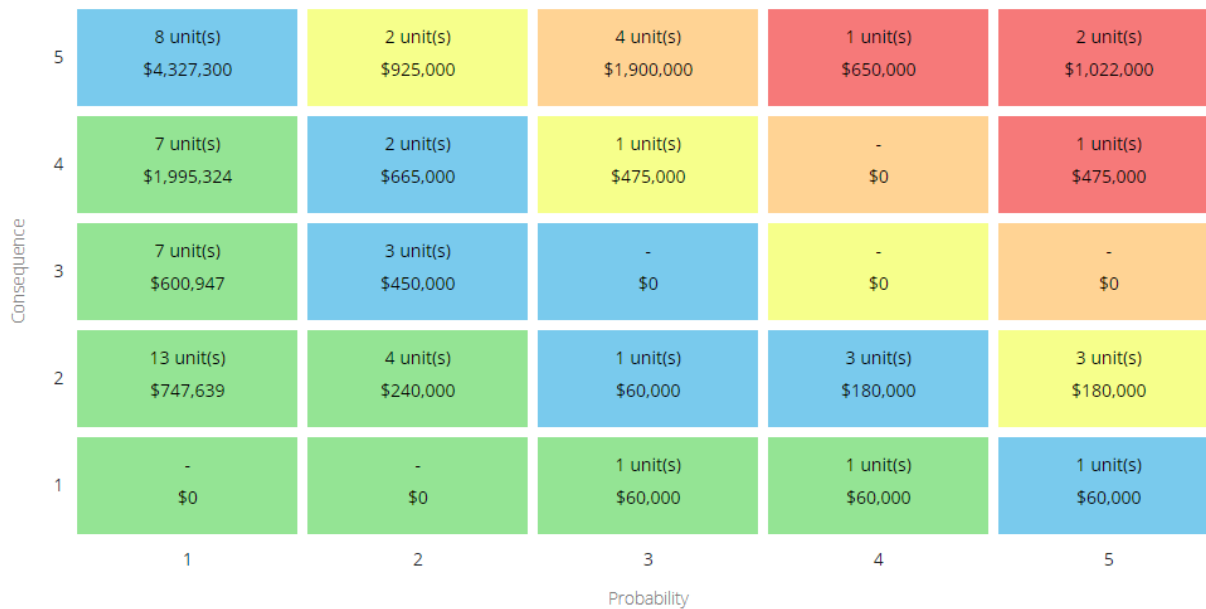 5
8 unit(s)
$4,327,300
2 unit(s)
$925,000
4 unit(s)
$1,900,000
1 unit(s)
$650,000
2 unit(s)
$1,022,000
4
7 unit(s)
$1,995,324
2 unit(s)
$665,000
1 unit(s)
$475,000
-
$0
1 unit(s)
$475,000
Consequence
3
7 unit(s)
$600,947
3 unit(s)
$450,000
-
$0
-
$0
-
$0
2
13 unit(s)
$747,639
4 unit(s)
$240,000
1 unit(s)
$60,000
3 unit(s)
$180,000
3 unit(s)
$180,000
1
-
$0
-
$0
1 unit(s)
$60,000
1 unit(s)
$60,000
1 unit(s)
$60,000
1
2
3
4
5
Probability